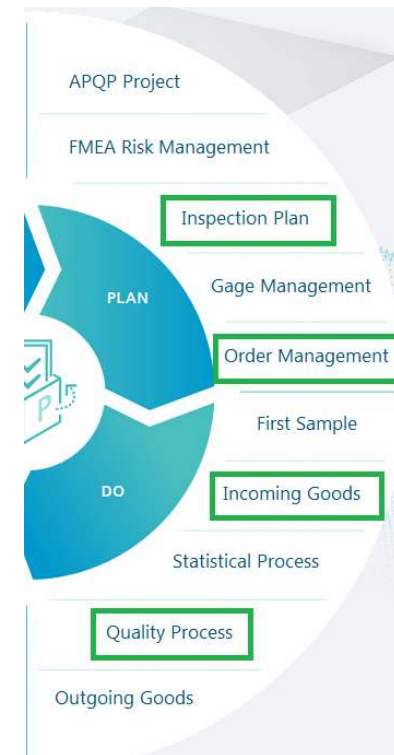 APQP Project
FMEA Risk Management
Inspection Plan
PLAN
Gage Management
Order Management
First Sample
DO
Incoming Goods
Statistical Process
Quality Process
Outgoing Goods
P